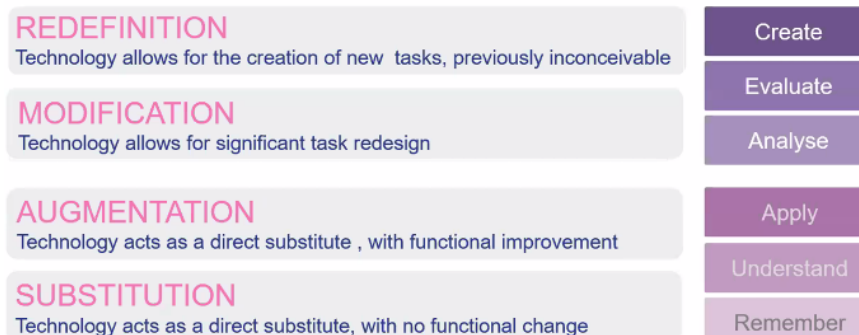 REDEFINITION
Technology allows for the creation of new tasks, previously inconceivable
MODIFICATION
Technology allows for significant task redesign
AUGMENTATION
Technology acts as a direct substitute , with functional improvement
SUBSTITUTION
Technology acts as a direct substitute, with no functional change
Create
Evaluate
Analyse
Apply
Understand
Remember